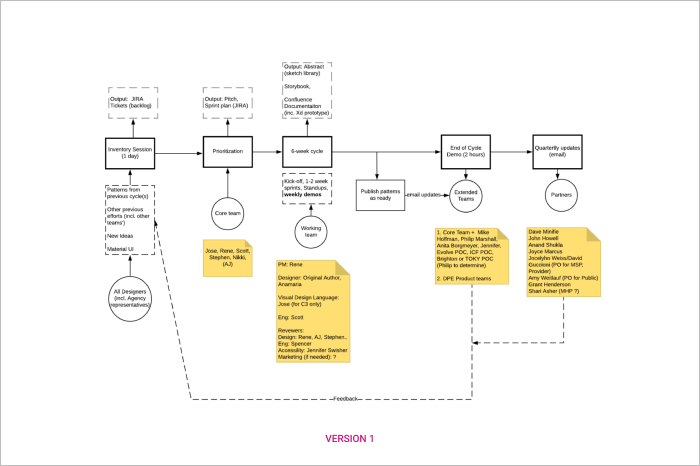 Output: JIRA
Tickets (backlog)
Output: Pitch,
Sprint plan (JIRA)
Output: Abstract
(sketch library)
Storybook,
Confluence
Documentation
(inc. Xd prototype)
Inventory Session
(1 day)
Prioritization
6-week cycle
End of Cycle
Demo (2 hours)
Quartertly updates
(email)
Patterns from
previous cycle(s)
Other previous
efforts (incl, other
teams')
New Ideas
Material UI
Core team
Kick-off, 1-2 week
sprints, Standups,
weekly demos
Publish patterns
as ready
email updates
Extended
Teams
Partners
Working
team
All Designers
(incl. Agency
representatives)
Jose, Rene, Scott,
Stephen, Nikki,
(AJ)
PM: Rene
Designer: Original Author,
Anamaria
Visual Design Language:
Jose (for C3 only)
Eng: Scott
Revewers:
Design: Rene, AJ, Stephen..
Eng: Spencer
Accessiblity: Jennifer Swisher
Marketing (if needed): ?
1. Core Team + Mike
Hoffman, Philip Marshall,
Anita Borgmeyer, Jennifer,
Evolve POC, ICF POC,
Brighton or TOKY POC
(Philip to determine)
2. DPE Product teams
Dave Minifie
John Howell
Anand Shukla
Joyce Marcus
Jocelyhn Weiss/David
Guccioni (PO for MSP,
Provider)
Amy Weidauf (PO for Public)
Grant Henderson
Shari Asher (MHP ?)
Feedback
VERSION 1